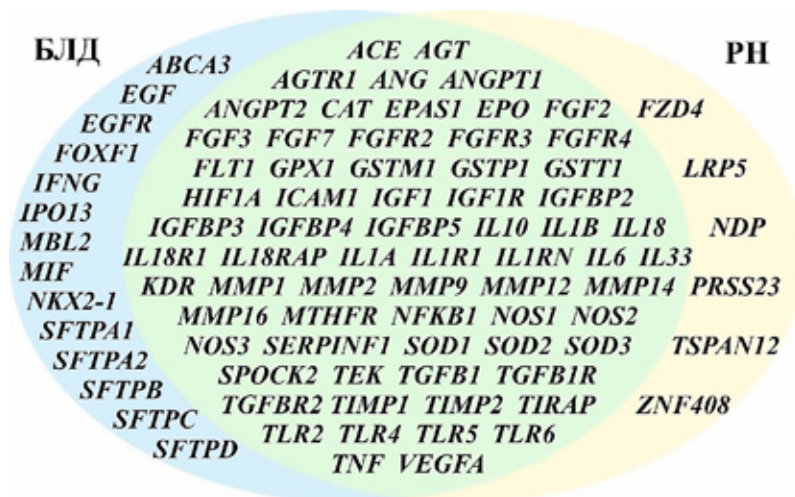 БЛД
РН
ABCA3
EGF
EGFR
FOXF1
IFNG
IPO13
MBL2
MIF
NKX2-1
SFTPA1
SFTPA2
SFTPB
SFTPC
SFTPD
ACE AGT
AGTR1 ANG ANGPT1
ANGPT2 CAT EPAS1 EPO FGF2
FGF3 FGF7 FGFR2 FGFR3 FGFR4
FLT1 GPX1 GSTM1 GSTP1 GSTT1
HIF1A ICAM1 IGF1 IGF1R IGFBP2
IGFBP3 IGFBP4 IGFBP5 IL10 IL1B IL18
IL18R1 IL18RAP IL1A IL1R1 IL1RN IL6 IL33
KDR MMP1 MMP2 MMP9 MMP12 MMP14
MMP16 MTHFR NFKB1 NOS1 NOS2
NOS3 SERPINF1 SOD1 SOD2 SOD3
SPOCK2 TEK TGFB1 TGFB1R
TGFBR2 TIMP1 TIMP2 TIRAP
TLR2 TLR4 TLR5 TLR6
TNF VEGFA
FZD4
LRP5
NDP
PRSS23
TSPAN12
ZNF408